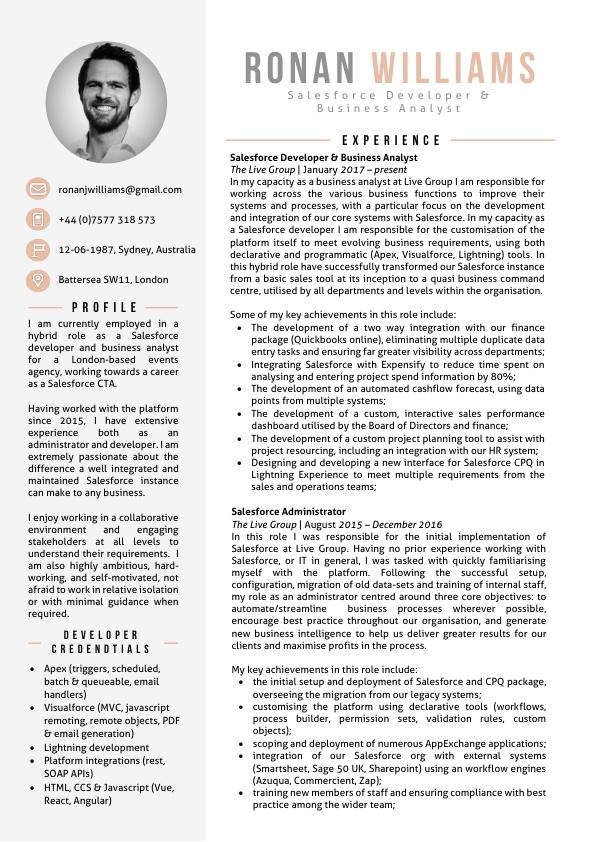 RONAN WILLIAMS
Salesforce Developer &
Business Analyst
ronanjwilliams@gmail.com
+44 (0)7577 318 573
12-06-1987, Sydney, Australia
Battersea SW11, London
PROFILE
I am currently employed in a
hybrid role as a Salesforce
developer and business analyst
for a London-based events
agency, working towards a career
as a Salesforce CTA.
Having worked with the platform
since 2015, I have extensive
experience both as an
administrator and developer. I am
extremely passionate about the
difference a well integrated and
maintained Salesforce instance
can make to any business.
I enjoy working in a collaborative
environment and engaging
stakeholders at all levels to
understand their requirements. I
am also highly ambitious, hard-
working, and self-motivated, not
afraid to work in relative isolation
or with minimal guidance when
required.
DEVELOPER
CREDNTIALS
• Apex (triggers, scheduled,
batch & queueable, email
handlers)
• Visualforce (MVC, javascript
remoting, remote objects, PDF
& email generation)
• Lightning development
• Platform integrations (rest,
SOAP APIs)
• HTML, CCS & Javascript (Vue,
React, Angular)
EXPERIENCE
Salesforce Developer & Business Analyst
The Live Group | January 2017 – present
In my capacity as a business analyst at Live Group I am responsible for
working across the various business functions to improve their
systems and processes, with a particular focus on the development
and integration of our core systems with Salesforce. In my capacity as
a Salesforce developer I am responsible for the customisation of the
platform itself to meet evolving business requirements, using both
declarative and programmatic (Apex, Visualforce, Lightning) tools. In
this hybrid role have successfully transformed our Salesforce instance
from a basic sales tool at its inception to a quasi business command
centre, utilised by all departments and levels within the organisation.
Some of my key achievements in this role include:
• The development of a two way integration with our finance
package (Quickbooks online), eliminating multiple duplicate data
entry tasks and ensuring far greater visibility across departments;
• Integrating Salesforce with Expensify to reduce time spent on
analysing and entering project spend information by 80%;
• The development of an automated cashflow forecast, using data
points from multiple systems;
• The development of a custom, interactive sales performance
dashboard utilised by the Board of Directors and finance;
• The development of a custom project planning tool to assist with
project resourcing, including an integration with our HR system;
• Designing and developing a new interface for Salesforce CPQ in
Lightning Experience to meet multiple requirements from the
sales and operations teams;
Salesforce Administrator
The Live Group | August 2015 – December 2016
In this role I was responsible for the initial implementation of
Salesforce at Live Group. Having no prior experience working with
Salesforce, or IT in general, I was tasked with quickly familiarising
myself with the platform. Following the successful setup,
configuration, migration of old data-sets and training of internal staff,
my role as an administrator centred around three core objectives: to
automate/streamline business processes wherever possible,
encourage best practice throughout our organisation, and generate
new business intelligence to help us deliver greater results for our
clients and maximise profits in the process.
My key achievements in this role include:
• the initial setup and deployment of Salesforce and CPQ package,
overseeing the migration from our legacy systems;
• customising the platform using declarative tools (workflows,
process builder, permission sets, validation rules, custom
objects);
• scoping and deployment of numerous AppExchange applications;
• integration of our Salesforce org with external systems
(Smartsheet, Sage 50 UK, Sharepoint) using an workflow engines
(Azuqua, Commercient, Zap);
• training new members of staff and ensuring compliance with best
practice among the wider team;